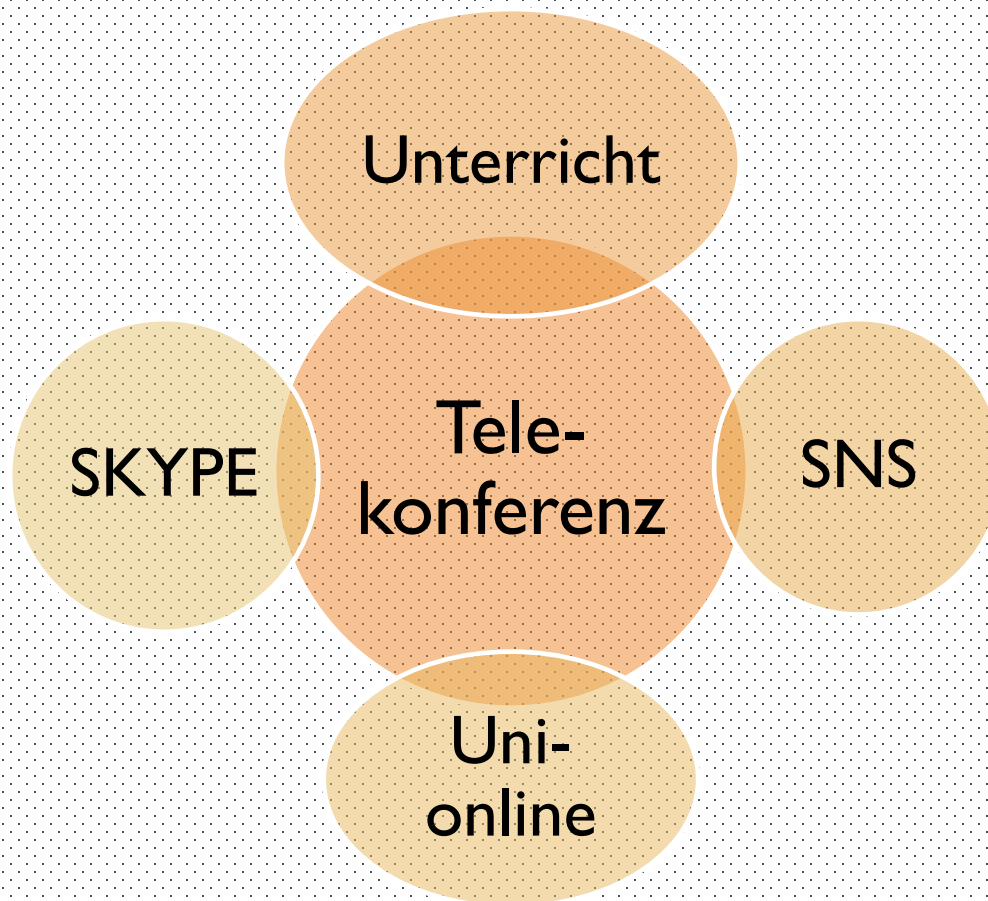 Unterricht
SKYPE
Tele-
konferenz
SNS
Uni-
online